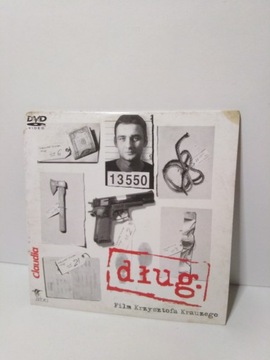 DVD
VIDEO
13550
claudia
dług.
Film Krzysztofa Krauzego